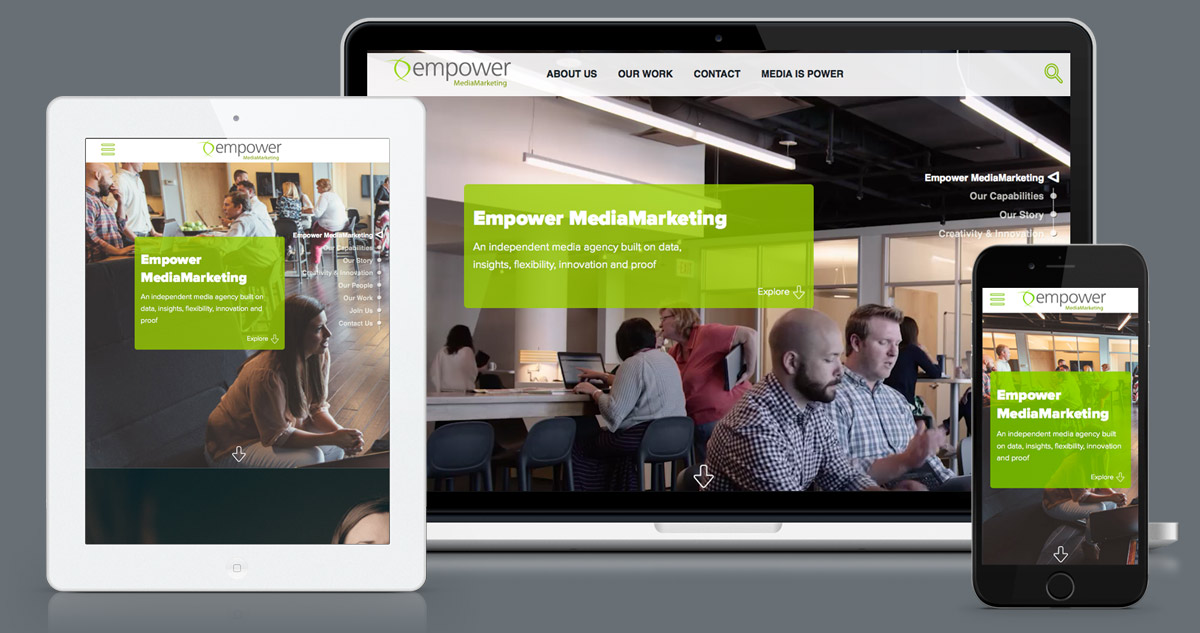 empower
MediaMarketing
ABOUT US
OUR WORK
CONTACT
MEDIA IS POWER
Empower MediaMarketing
Our Capabilities
Our Story
Creativity & Innovation
Empower MediaMarketing
An independent media agency built on data,
insights, flexibility, innovation and proof
Explore
empower
MediaMarketing
Empower MediaMarketing
Our Capabilities
Our Story
Creativity & Innovation
Our People
Our Work
Join Us
Contact Us
Empower
MediaMarketing
An independent media agency built on
data, insights, flexibility, innovation and
proof
Explore
empower
MediaMarketing
Empower
MediaMarketing
An independent media agency built
on data, insights, flexibility, innovation
and proof
Explore